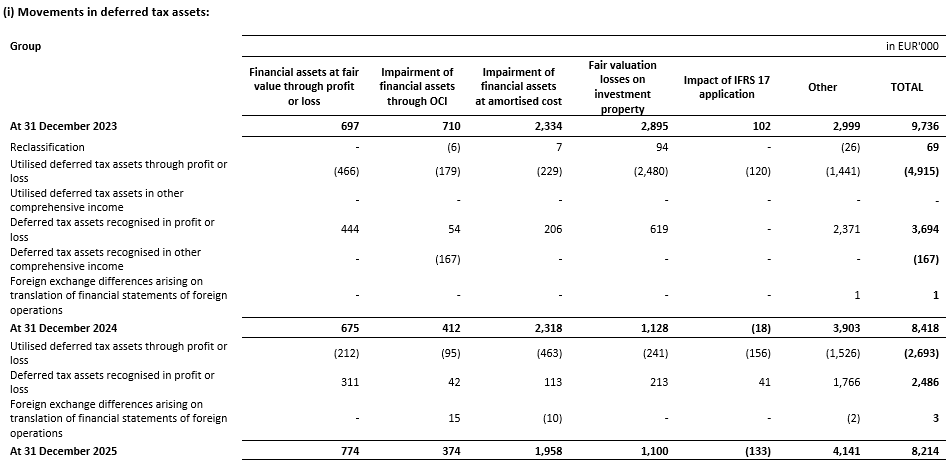 (i) Movements in deferred tax assets:
Group in EUR'000
Financial assets at fair value through profit or loss Impairment of financial assets through OCI Impairment of financial assets at amortised cost Fair valuation losses on investment property Impact of IFRS 17 application Other TOTAL
At 31 December 2023 697 710 2,334 2,895 102 2,999 9,736
Reclassification - (6) 7 94 - (26) 69
Utilised deferred tax assets through profit or loss (466) (179) (229) (2,480) (120) (1,441) (4,915)
Utilised deferred tax assets in other comprehensive income - - - - - - -
Deferred tax assets recognised in profit or loss 444 54 206 619 - 2,371 3,694
Deferred tax assets recognised in other comprehensive income - (167) - - - - (167)
Foreign exchange differences arising on translation of financial statements of foreign operations - - - - - 1 1
At 31 December 2024 675 412 2,318 1,128 (18) 3,903 8,418
Utilised deferred tax assets through profit or loss (212) (95) (463) (241) (156) (1,526) (2,693)
Deferred tax assets recognised in profit or loss 311 42 113 213 41 1,766 2,486
Foreign exchange differences arising on translation of financial statements of foreign operations - 15 (10) - - (2) 3
At 31 December 2025 774 374 1,958 1,100 (133) 4,141 8,214